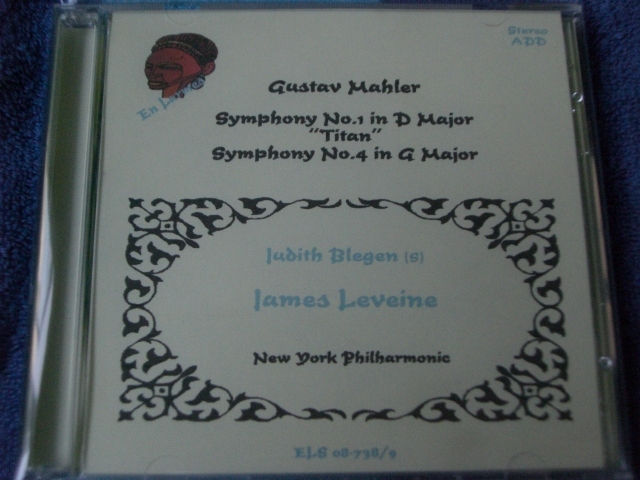 En Larmes
Stereo
ADD
Gustav Mahler
Symphony No.1 in D Major
"Titan"
Symphony No.4 in G Major
Judith Blegen (S)
James Leveine
New York Philharmonic
ELS 08-738/9